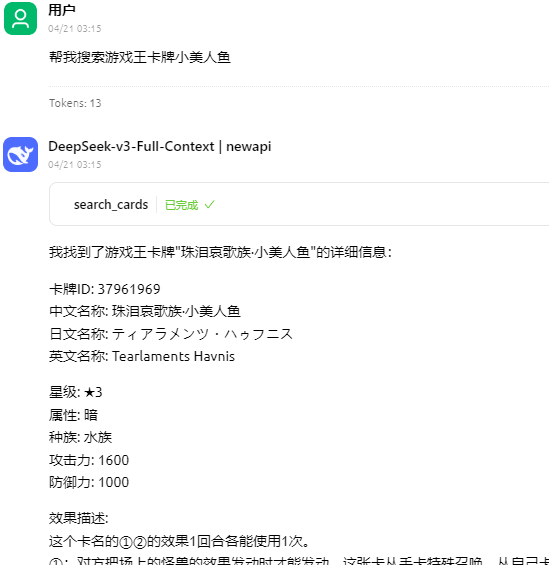 用户
04/21 03:15
帮我搜索游戏王卡牌小美人鱼
Tokens: 13
DeepSeek-v3-Full-Context | newapi
04/21 03:15
search_cards 已完成
我找到了游戏王卡牌"珠泪哀歌族·小美人鱼"的详细信息：
卡牌ID: 37961969
中文名称: 珠泪哀歌族·小美人鱼
日文名称: ティアラメンツ・ハゥフニス
英文名称: Tearlaments Havnis
星级: ★3
属性: 暗
种族: 水族
攻击力: 1600
防御力: 1000
效果描述:
这个卡名的①②的效果1回合各能使用1次。
①：对方把场上的怪兽的效果发动时才能发动。这张卡从手卡特殊召唤，从自己卡